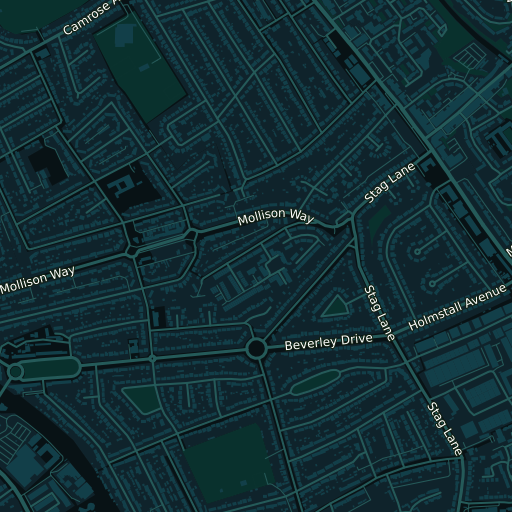 Camrose A
Stag Lane
Mollison Way
Mollison Way
Stag Lane
Holmstall Avenue
Beverley Drive
Stag Lane